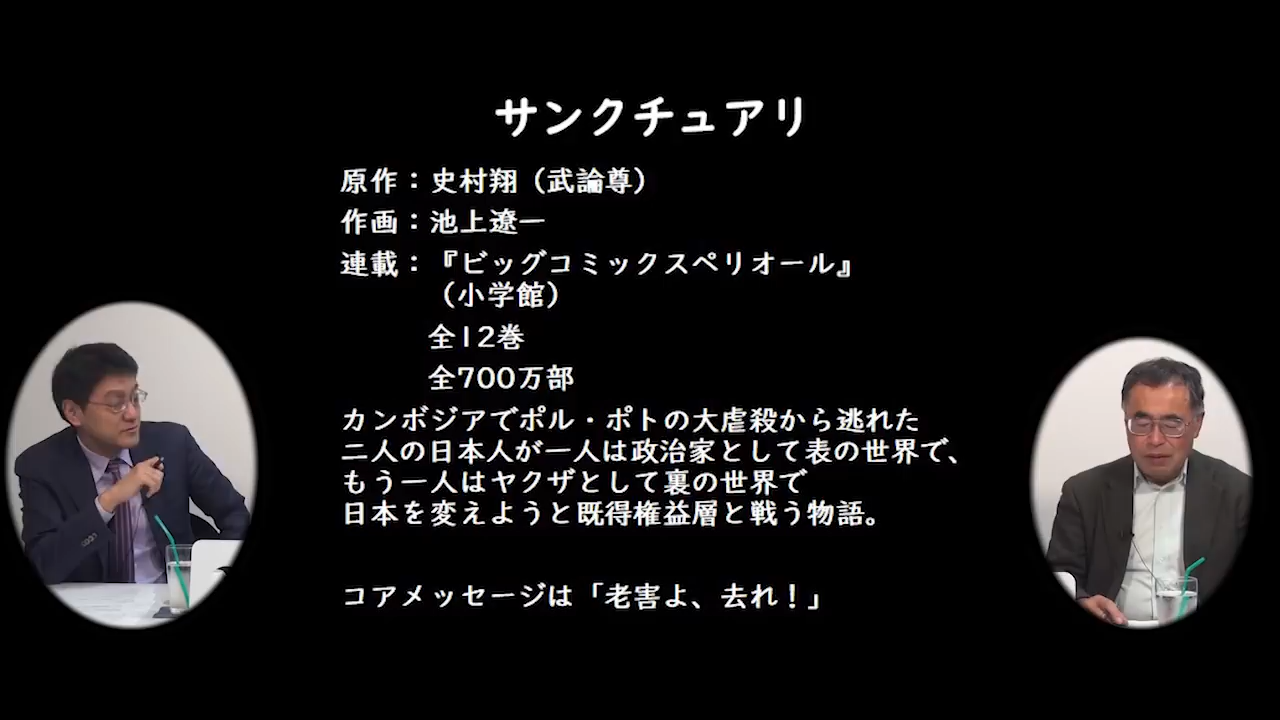 サンクチュアリ
原作：史村翔（武論尊）
作画：池上遼一
連載：『ビッグコミックスペリオール』
（小学館）
全12巻
全700万部
カンボジアでポル・ポトの大虐殺から逃れた
二人の日本人が一人は政治家として表の世界で、
もう一人はヤクザとして裏の世界で
日本を変えようと既得権益層と戦う物語。
コアメッセージは「老害よ、去れ！」